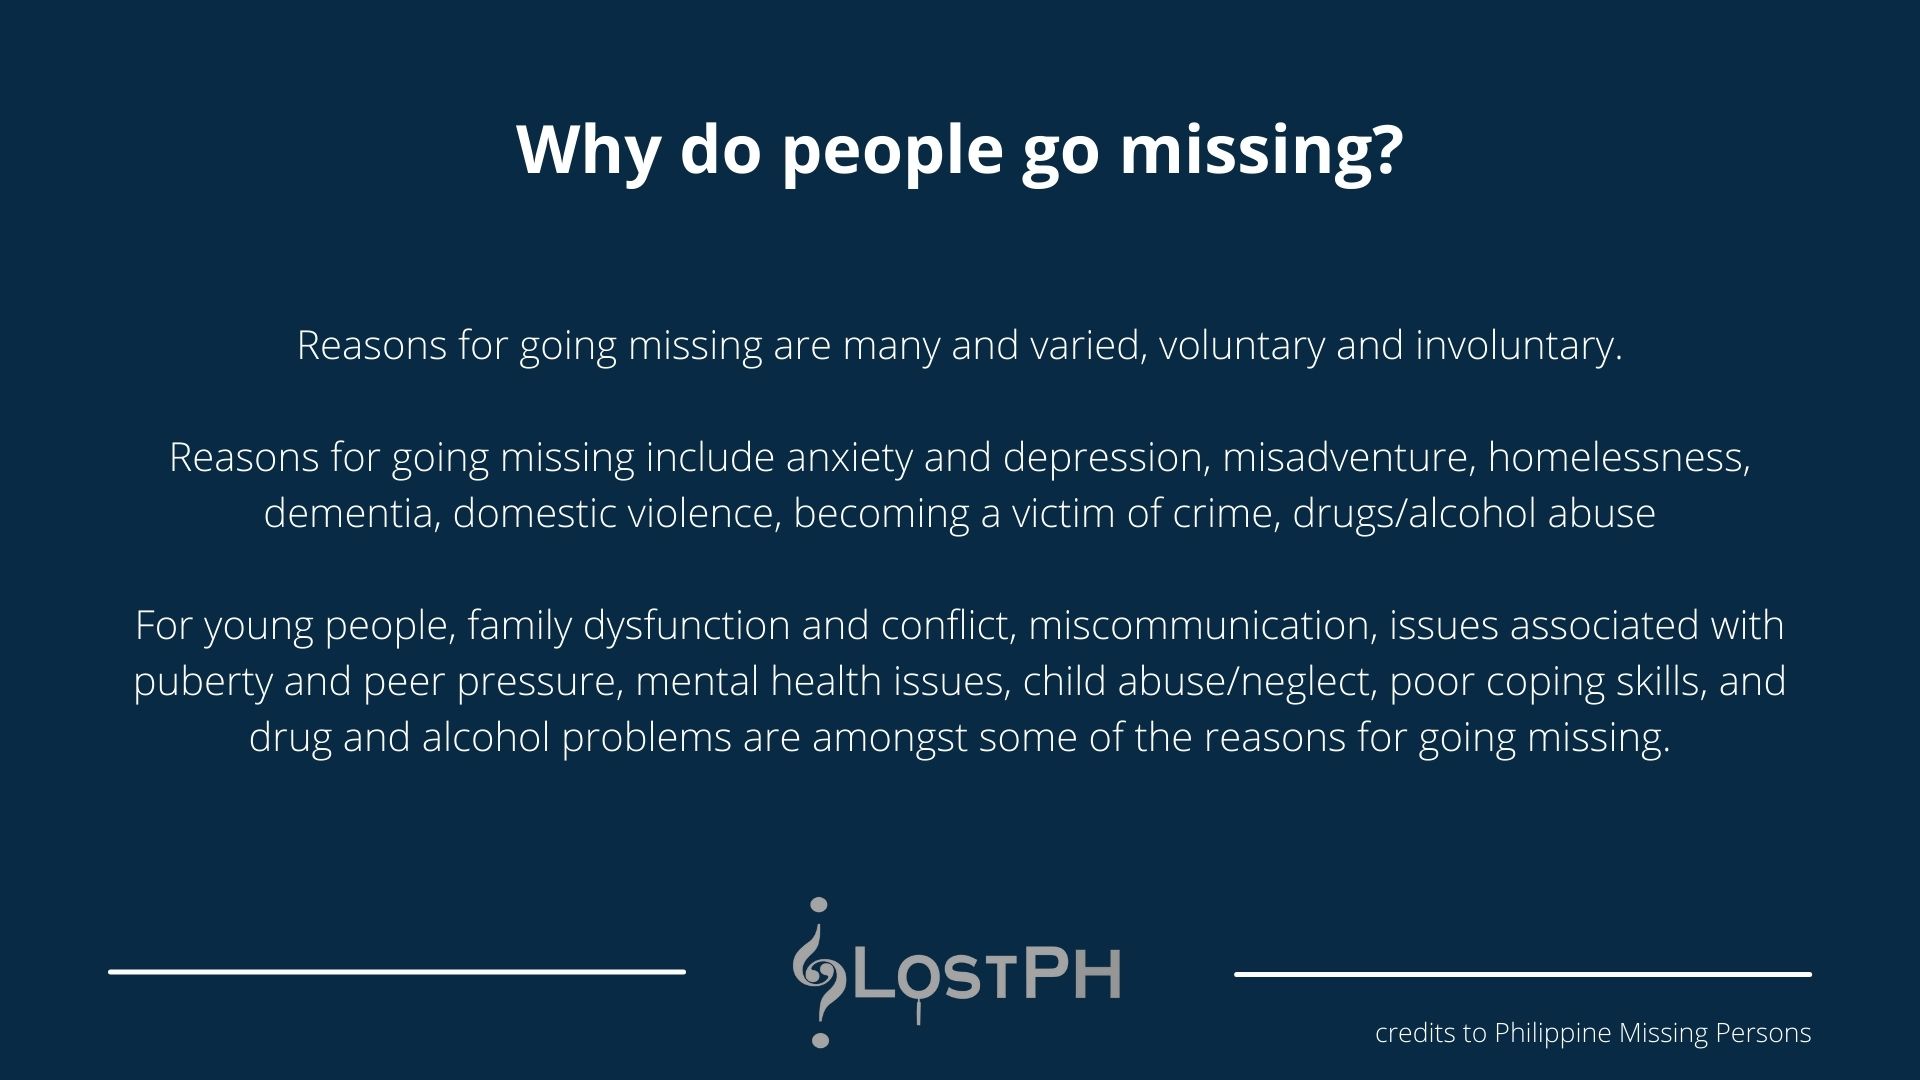 Why do people go missing?
Reasons for going missing are many and varied, voluntary and involuntary.
Reasons for going missing include anxiety and depression, misadventure, homelessness,
dementia, domestic violence, becoming a victim of crime, drugs/alcohol abuse
For young people, family dysfunction and conflict, miscommunication, issues associated with
puberty and peer pressure, mental health issues, child abuse/neglect, poor coping skills, and
drug and alcohol problems are amongst some of the reasons for going missing.
LostPH
credits to Philippine Missing Persons